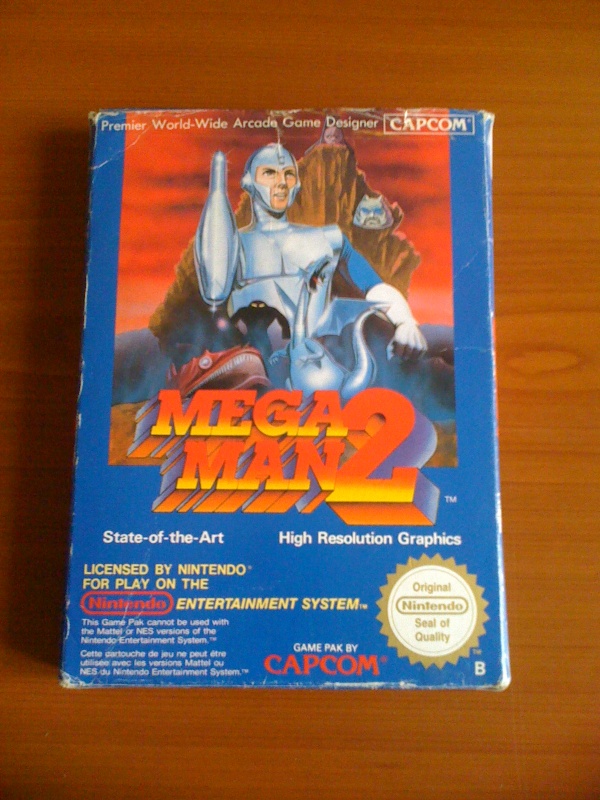 Premier World-Wide Arcade Game Designer CAPCOM®
MEGA
MAN 2
TM
State-of-the-Art High Resolution Graphics
LICENSED BY NINTENDO®
FOR PLAY ON THE
Nintendo ENTERTAINMENT SYSTEM™
This Game Pak cannot be used with
the Mattel or NES versions of the
Nintendo Entertainment System.™
Cette cartouche de jeu ne peut être
utilisée avec les versions Mattel ou
NES du Nintendo Entertainment System.™
GAME PAK BY
CAPCOM®
Original
Nintendo
Seal of
Quality
TM
B